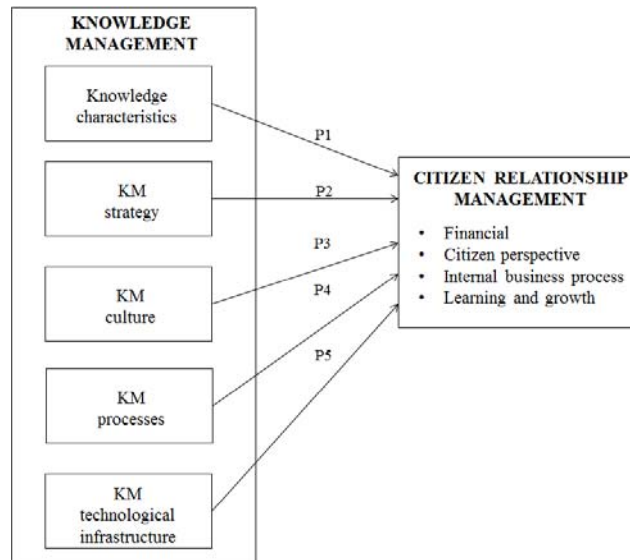 KNOWLEDGE
MANAGEMENT
Knowledge
characteristics
KM
strategy
KM
culture
KM
processes
KM
technological
infrastructure
P1
P2
P3
P4
P5
CITIZEN RELATIONSHIP
MANAGEMENT
• Financial
• Citizen perspective
• Internal business process
• Learning and growth